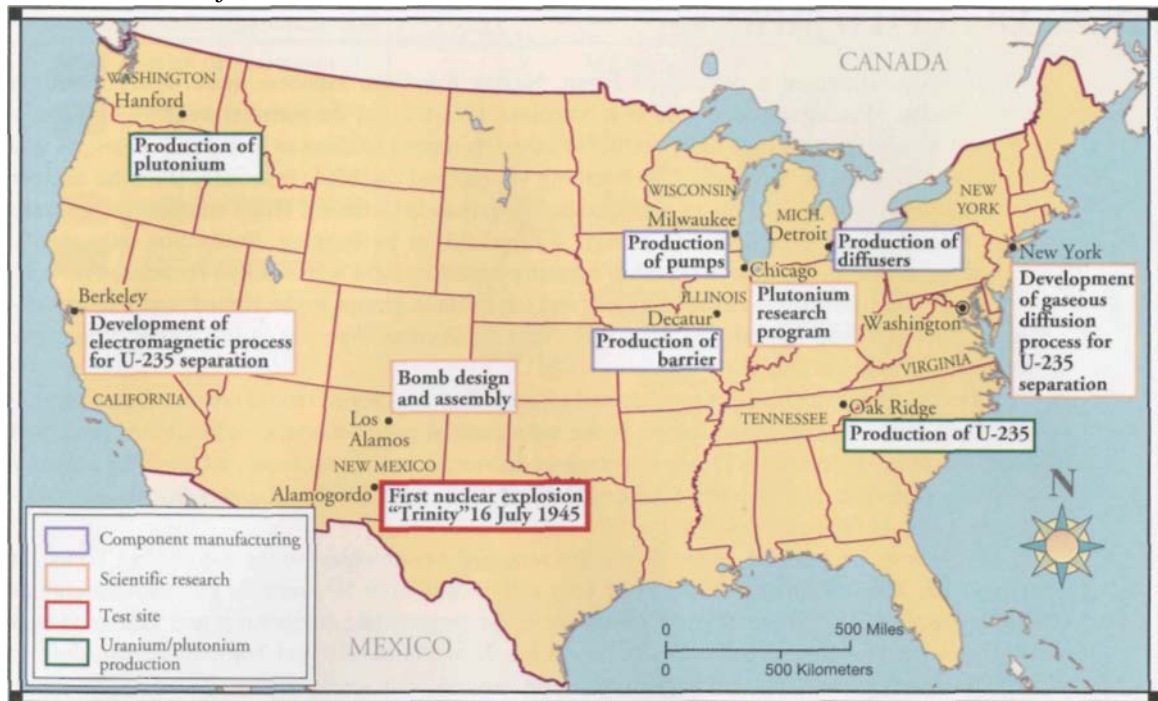 CANADA
WASHINGTON
Hanford
Production of
plutonium
WISCONSIN
Milwaukee
Production
of pumps
MICH.
Detroit
Production of
diffusers
NEW
YORK
New York
Development
of gaseous
diffusion
process for
U-235
separation
Chicago
Plutonium
research
program
ILLINOIS
Decatur
Production of
barrier
Washington
VIRGINIA
Berkeley
Development of
electromagnetic process
for U-235 separation
CALIFORNIA
Bomb design
and assembly
Los
Alamos
NEW MEXICO
Alamogordo
First nuclear explosion
"Trinity"16 July 1945
TENNESSEE
Oak Ridge
Production of U-235
N
Component manufacturing
Scientific research
Test site
Uranium/plutonium
production
MEXICO
0 500 Miles
0 500 Kilometers